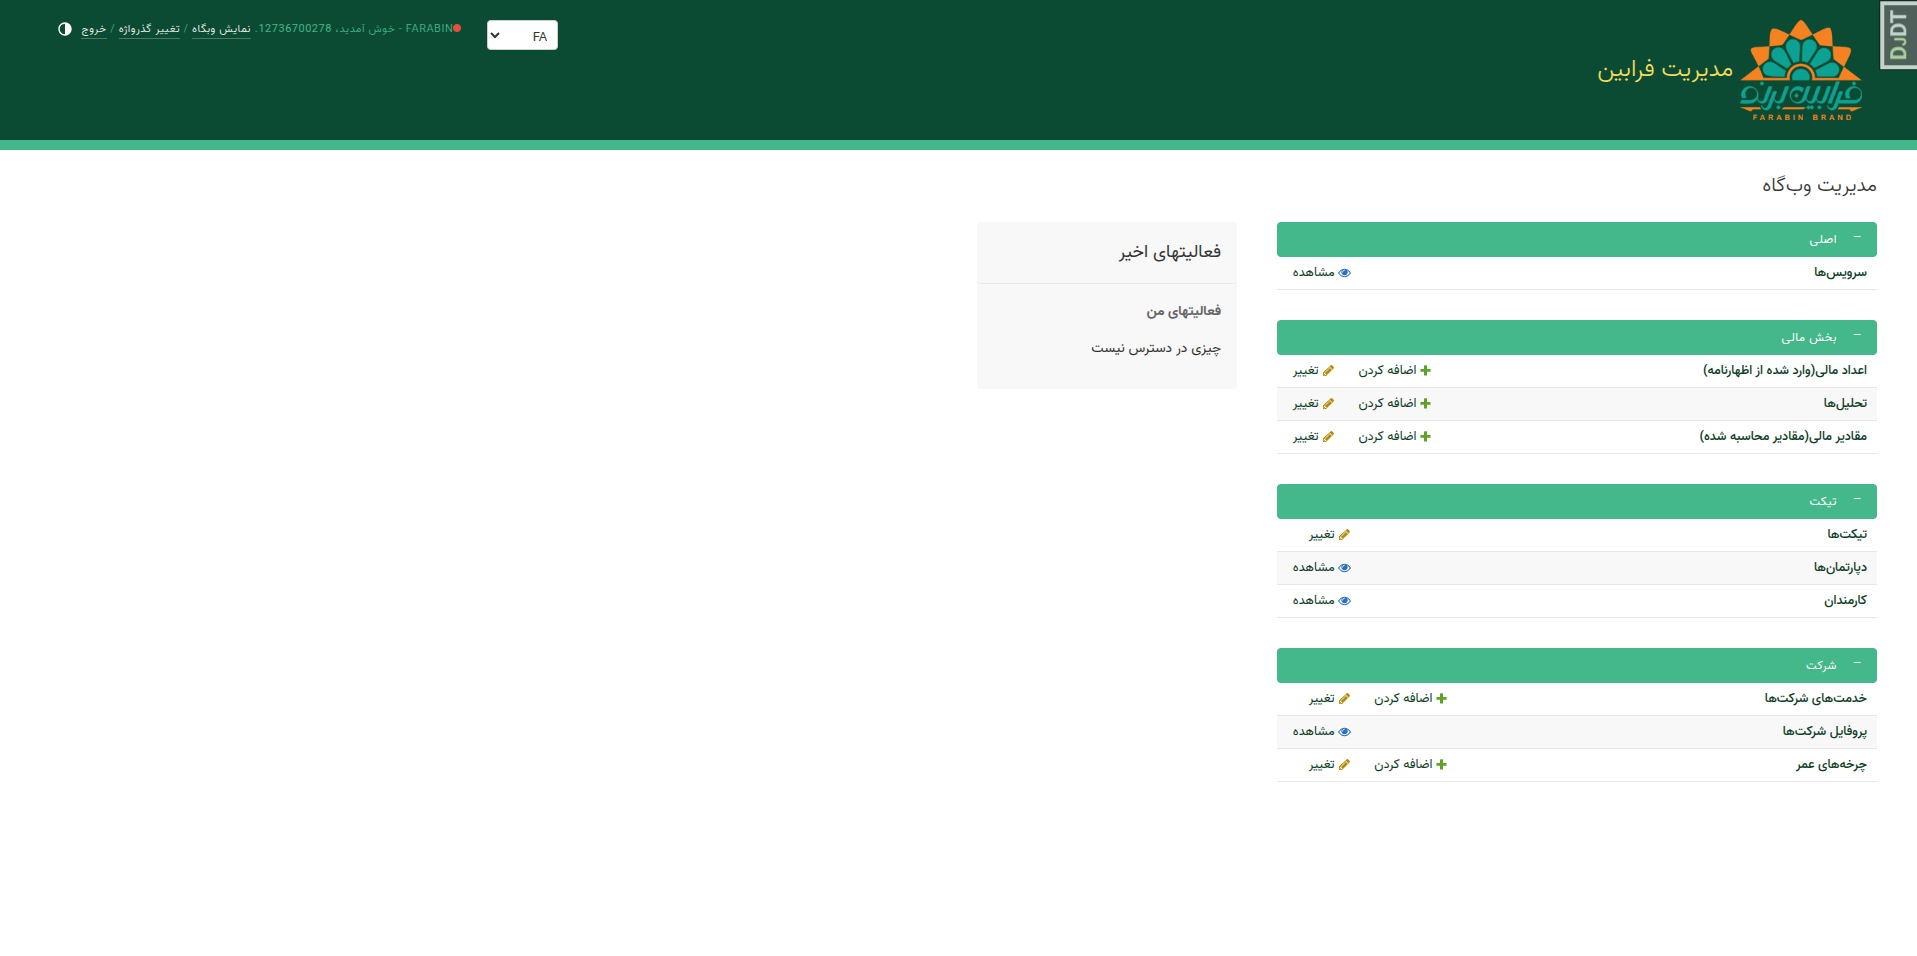 DJDT
فرابین برند
FARABIN BRAND
مدیریت فرابین
FA
FARABIN - خوش آمدید، 12736700278. نمایش وبگاه / تغییر گذرواژه / خروج
مدیریت وب‌گاه
اصلی
سرویس‌ها مشاهده
بخش مالی
اعداد مالی(وارد شده از اظهارنامه) اضافه کردن تغییر
تحلیل‌ها اضافه کردن تغییر
مقادیر مالی(مقادیر محاسبه شده) اضافه کردن تغییر
تیکت
تیکت‌ها تغییر
دپارتمان‌ها مشاهده
کارمندان مشاهده
شرکت
خدمت‌های شرکت‌ها اضافه کردن تغییر
پروفایل شرکت‌ها مشاهده
چرخه‌های عمر اضافه کردن تغییر
فعالیتهای اخیر
فعالیتهای من
چیزی در دسترس نیست